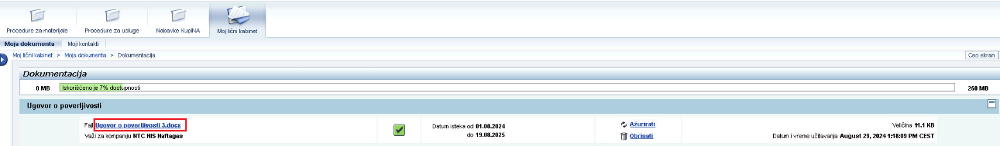 Procedure za materijale Procedure za usluge Nabavke KupiNA Moj lični kabinet
Moja dokumenta Moji kontakti
Moj lični kabinet > Moja dokumenta > Dokumentacija Ceo ekran
Dokumentacija
0 MB Iskorišćeno je 7% dostupnosti 250 MB
Ugovor o poverljivosti
Fajl Ugovor o poverljivosti 3.docx Datum isteka od 01.08.2024 Ažurirati Veličina 11.1 KB
Važi za kompaniju NTC NIS Naftagas do 19.08.2025 Obrisati Datum i vreme učitavanja August 29, 2024 1:18:09 PM CEST